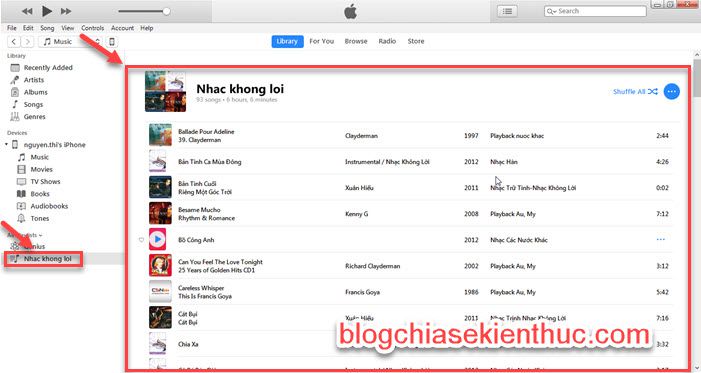 Search
File Edit Song View Controls Account Help
Music
Library For You Browse Radio Store
Library
Recently Added
Artists
Albums
Songs
Genres
Devices
nguyen.thi's iPhone
Music
Movies
TV Shows
Books
Audiobooks
Tones
Genius
Nhac khong loi
Nhac khong loi
93 songs • 6 hours, 6 minutes
Shuffle All
Ballade Pour Adeline
39. Clayderman
Clayderman 1997 Playback nuoc khac 2:44
Bản Tình Ca Mùa Đông Instrumental / Nhạc Không Lời 2012 Nhạc Hàn 4:26
Bản Tình Cuối
Riêng Một Góc Trời
Xuân Hiếu 2011 Nhạc Trữ Tình-Nhạc Không Lời 0:02
Besame Mucho
Rhythm & Romance
Kenny G 2008 Playback Au, My 7:12
Bồ Công Anh 2012 Nhạc Các Nước Khác
Can You Feel The Love Tonight
25 Years of Golden Hits CD1
Richard Clayderman 2002 Playback Au, My 3:12
Careless Whisper
This Is Francis Goya
Francis Goya 1986 Playback Au, My 5:42
Cát Bụi
Cát Bụi
Xuân Hiếu 2011 Nhạc Trịnh Nhạc Không Lời 7:16
Chia Xa 3:32
blogchiasekienthuc.com